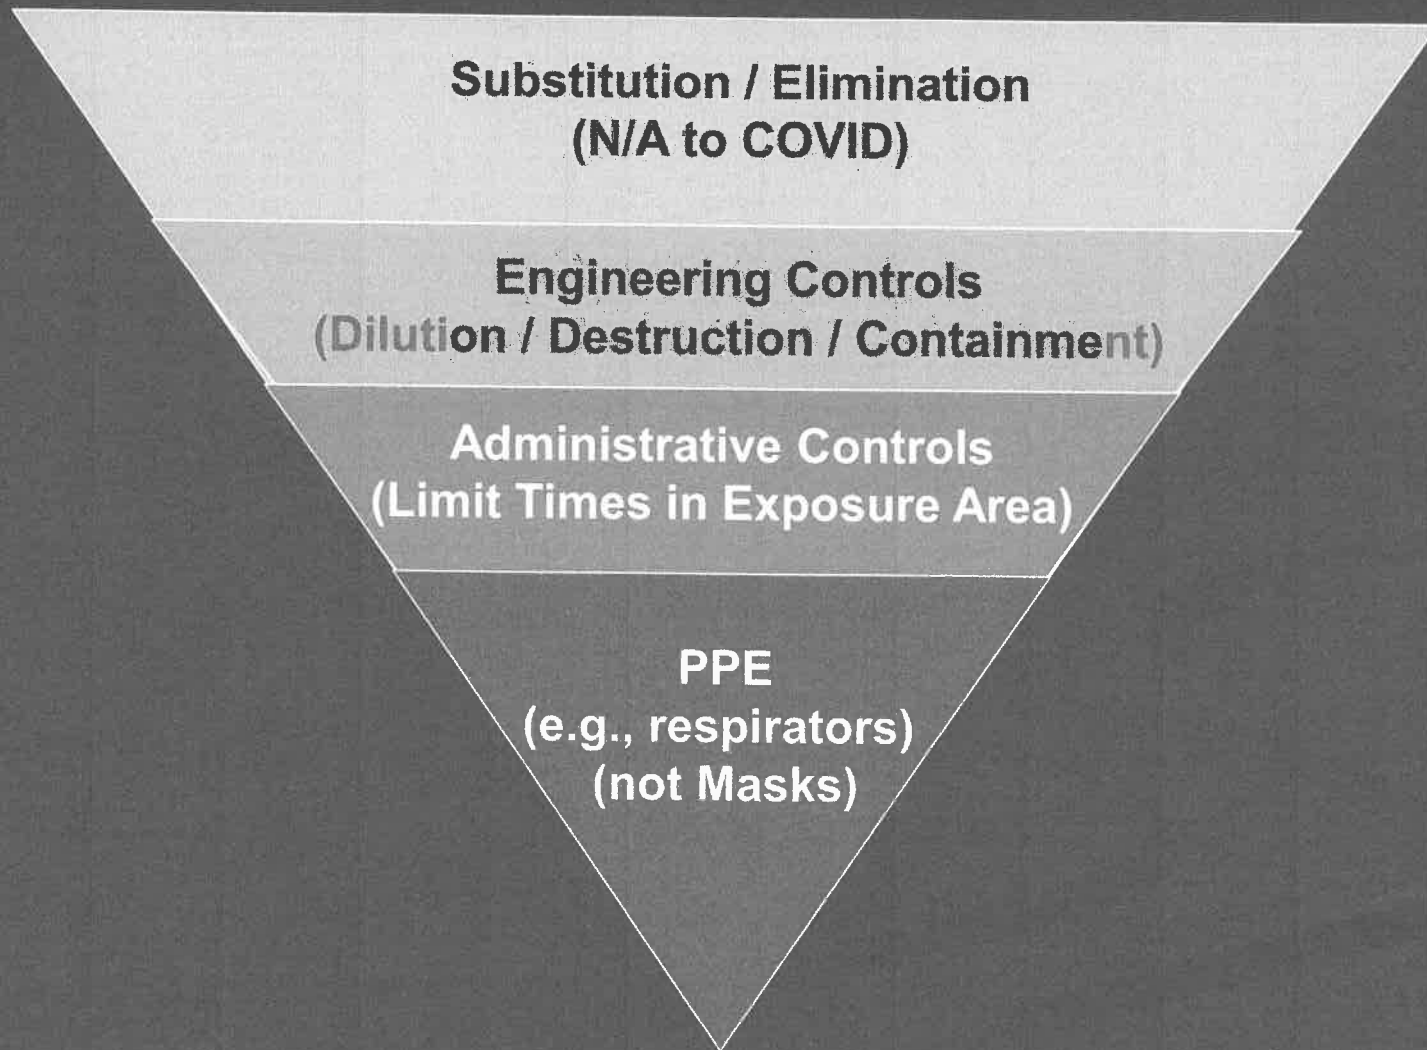 Substitution / Elimination
(N/A to COVID)
Engineering Controls
(Dilution / Destruction / Containment)
Administrative Controls
(Limit Times in Exposure Area)
PPE
(e.g., respirators)
(not Masks)